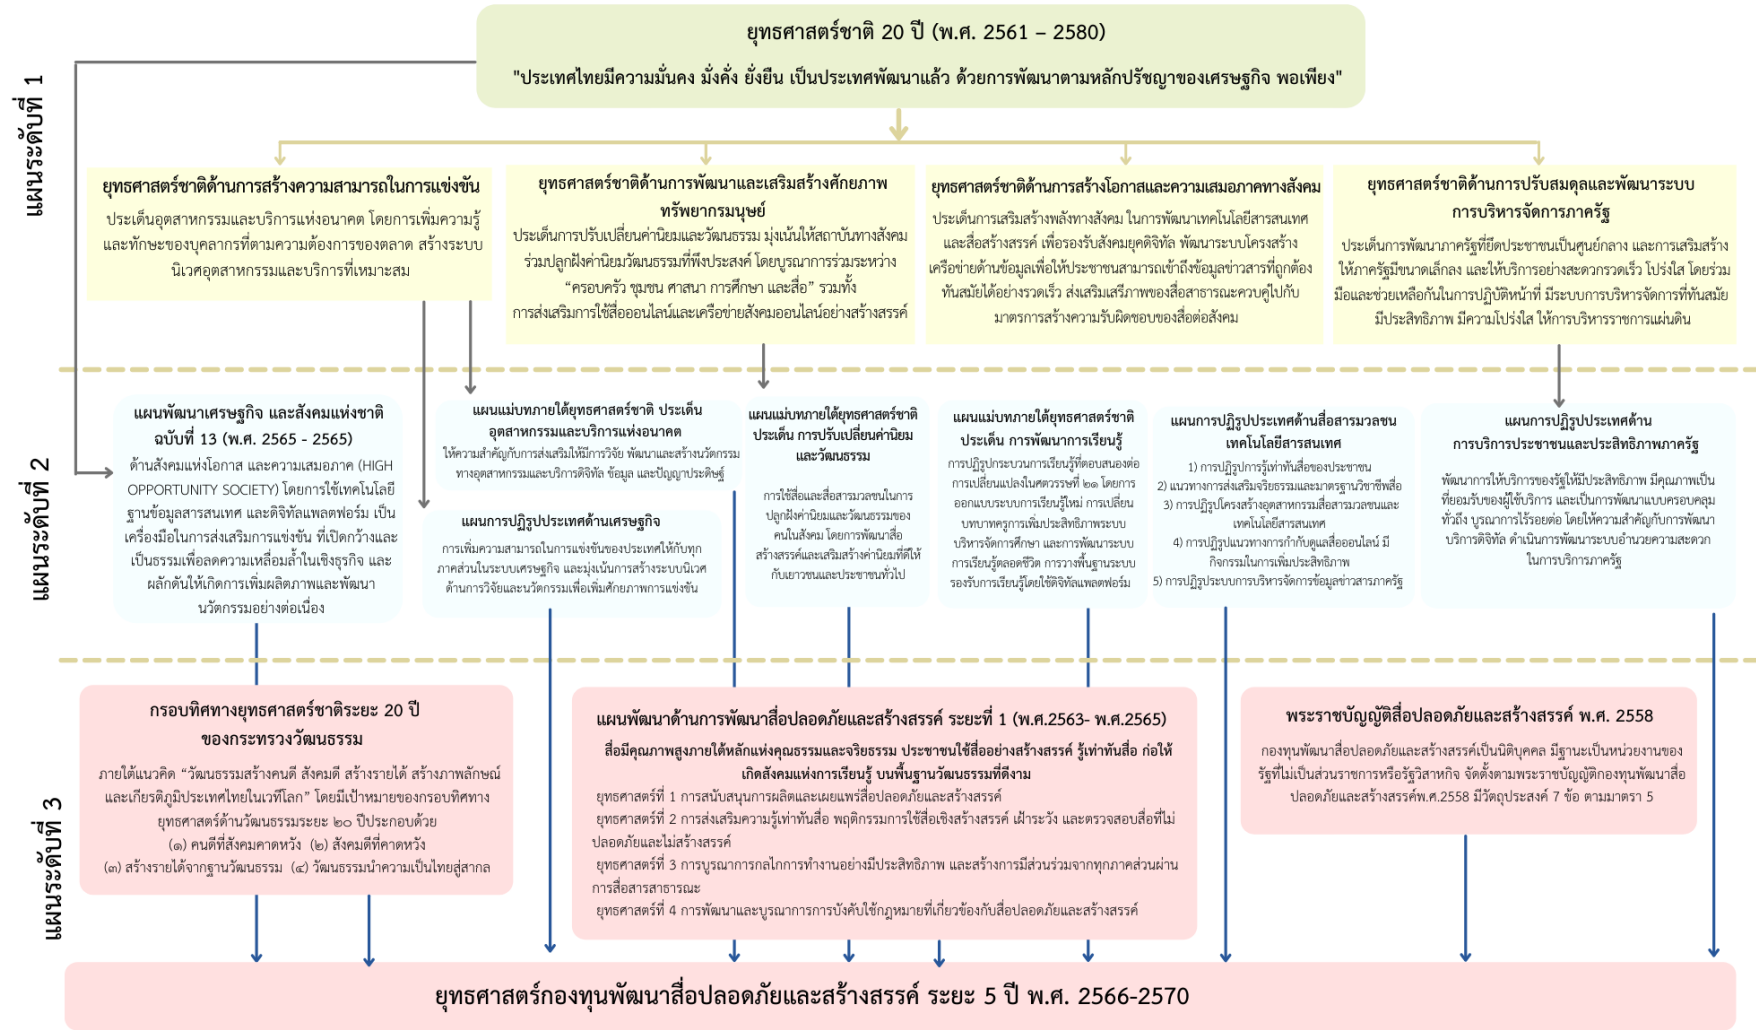 แผนระดับที่ 1
ยุทธศาสตร์ชาติ 20 ปี (พ.ศ. 2561 – 2580)
"ประเทศไทยมีความมั่นคง มั่งคั่ง ยั่งยืน เป็นประเทศพัฒนาแล้ว ด้วยการพัฒนาตามหลักปรัชญาของเศรษฐกิจ พอเพียง"
ยุทธศาสตร์ชาติด้านการสร้างความสามารถในการแข่งขัน
ประเด็นอุตสาหกรรมและบริการแห่งอนาคต โดยการเพิ่มความรู้
และทักษะของบุคลากรที่ตามความต้องการของตลาด สร้างระบบ
นิเวศอุตสาหกรรมและบริการที่เหมาะสม
ยุทธศาสตร์ชาติด้านการพัฒนาและเสริมสร้างศักยภาพ
ทรัพยากรมนุษย์
ประเด็นการปรับเปลี่ยนค่านิยมและวัฒนธรรม มุ่งเน้นให้สถาบันทางสังคม
ร่วมปลูกฝังค่านิยมวัฒนธรรมที่พึงประสงค์ โดยบูรณาการร่วมระหว่าง
“ครอบครัว ชุมชน ศาสนา การศึกษา และสื่อ” รวมทั้ง
การส่งเสริมการใช้สื่อออนไลน์และเครือข่ายสังคมออนไลน์อย่างสร้างสรรค์
ยุทธศาสตร์ชาติด้านการสร้างโอกาสและความเสมอภาคทางสังคม
ประเด็นการเสริมสร้างพลังทางสังคม ในการพัฒนาเทคโนโลยีสารสนเทศ
และสื่อสร้างสรรค์ เพื่อรองรับสังคมยุคดิจิทัล พัฒนาระบบโครงสร้าง
เครือข่ายด้านข้อมูลเพื่อให้ประชาชนสามารถเข้าถึงข้อมูลข่าวสารที่ถูกต้อง
ทันสมัยได้อย่างรวดเร็ว ส่งเสริมเสรีภาพของสื่อสาธารณะควบคู่ไปกับ
มาตรการสร้างความรับผิดชอบของสื่อต่อสังคม
ยุทธศาสตร์ชาติด้านการปรับสมดุลและพัฒนาระบบ
การบริหารจัดการภาครัฐ
ประเด็นการพัฒนาภาครัฐที่ยึดประชาชนเป็นศูนย์กลาง และการเสริมสร้าง
ให้ภาครัฐมีขนาดเล็กลง และให้บริการอย่างสะดวกรวดเร็ว โปร่งใส โดยร่วม
มือและช่วยเหลือกันในการปฏิบัติหน้าที่ มีระบบการบริหารจัดการที่ทันสมัย
มีประสิทธิภาพ มีความโปร่งใส ให้การบริหารราชการแผ่นดิน
แผนระดับที่ 2
แผนพัฒนาเศรษฐกิจ และสังคมแห่งชาติ
ฉบับที่ 13 (พ.ศ. 2565 - 2565)
ด้านสังคมแห่งโอกาส และความเสมอภาค (HIGH
OPPORTUNITY SOCIETY) โดยการใช้เทคโนโลยี
ฐานข้อมูลสารสนเทศ และดิจิทัลแพลตฟอร์ม เป็น
เครื่องมือในการส่งเสริมการแข่งขัน ที่เปิดกว้างและ
เป็นธรรมเพื่อลดความเหลื่อมล้ำในเชิงธุรกิจ และ
ผลักดันให้เกิดการเพิ่มผลิตภาพและพัฒนา
นวัตกรรมอย่างต่อเนื่อง
แผนแม่บทภายใต้ยุทธศาสตร์ชาติ ประเด็น
อุตสาหกรรมและบริการแห่งอนาคต
ให้ความสำคัญกับการส่งเสริมให้มีการวิจัย พัฒนาและสร้างนวัตกรรม
ทางอุตสาหกรรมและบริการดิจิทัล ข้อมูล และปัญญาประดิษฐ์
แผนการปฏิรูปประเทศด้านเศรษฐกิจ
การเพิ่มความสามารถในการแข่งขันของประเทศให้กับทุก
ภาคส่วนในระบบเศรษฐกิจ และมุ่งเน้นการสร้างระบบนิเวศ
ด้านการวิจัยและนวัตกรรมเพื่อเพิ่มศักยภาพการแข่งขัน
แผนแม่บทภายใต้ยุทธศาสตร์ชาติ
ประเด็น การปรับเปลี่ยนค่านิยม
และวัฒนธรรม
การใช้สื่อและสื่อสารมวลชนในการ
ปลูกฝังค่านิยมและวัฒนธรรมของ
คนในสังคม โดยการพัฒนาสื่อ
สร้างสรรค์และเสริมสร้างค่านิยมที่ดีให้
กับเยาวชนและประชาชนทั่วไป
แผนแม่บทภายใต้ยุทธศาสตร์ชาติ
ประเด็น การพัฒนาการเรียนรู้
การปฏิรูปกระบวนการเรียนรู้ที่ตอบสนองต่อ
การเปลี่ยนแปลงในศตวรรษที่ ๒๑ โดยการ
ออกแบบระบบการเรียนรู้ใหม่ การเปลี่ยน
บทบาทครูการเพิ่มประสิทธิภาพระบบ
บริหารจัดการศึกษา และการพัฒนาระบบ
การเรียนรู้ตลอดชีวิต การวางพื้นฐานระบบ
รองรับการเรียนรู้โดยใช้ดิจิทัลแพลตฟอร์ม
แผนการปฏิรูปประเทศด้านสื่อสารมวลชน
เทคโนโลยีสารสนเทศ
1) การปฏิรูปการรู้เท่าทันสื่อของประชาชน
2) แนวทางการส่งเสริมจริยธรรมและมาตรฐานวิชาชีพสื่อ
3) การปฏิรูปโครงสร้างอุตสาหกรรมสื่อสารมวลชนและ
เทคโนโลยีสารสนเทศ
4) การปฏิรูปแนวทางการกำกับดูแลสื่อออนไลน์ มี
กิจกรรมในการเพิ่มประสิทธิภาพ
5) การปฏิรูประบบการบริหารจัดการข้อมูลข่าวสารภาครัฐ
แผนการปฏิรูปประเทศด้าน
การบริการประชาชนและประสิทธิภาพภาครัฐ
พัฒนาการให้บริการของรัฐให้มีประสิทธิภาพ มีคุณภาพเป็น
ที่ยอมรับของผู้ใช้บริการ และเป็นการพัฒนาแบบครอบคลุม
ทั่วถึง บูรณาการไร้รอยต่อ โดยให้ความสำคัญกับการพัฒนา
บริการดิจิทัล ดำเนินการพัฒนาระบบอำนวยความสะดวก
ในการบริการภาครัฐ
แผนระดับที่ 3
กรอบทิศทางยุทธศาสตร์ชาติระยะ 20 ปี
ของกระทรวงวัฒนธรรม
ภายใต้แนวคิด “วัฒนธรรมสร้างคนดี สังคมดี สร้างรายได้ สร้างภาพลักษณ์
และเกียรติภูมิประเทศไทยในเวทีโลก” โดยมีเป้าหมายของกรอบทิศทาง
ยุทธศาสตร์ด้านวัฒนธรรมระยะ ๒๐ ปีประกอบด้วย
(๑) คนดีที่สังคมคาดหวัง (๒) สังคมดีที่คาดหวัง
(๓) สร้างรายได้จากฐานวัฒนธรรม (๔) วัฒนธรรมนำความเป็นไทยสู่สากล
แผนพัฒนาด้านการพัฒนาสื่อปลอดภัยและสร้างสรรค์ ระยะที่ 1 (พ.ศ.2563- พ.ศ.2565)
สื่อมีคุณภาพสูงภายใต้หลักแห่งคุณธรรมและจริยธรรม ประชาชนใช้สื่ออย่างสร้างสรรค์ รู้เท่าทันสื่อ ก่อให้
เกิดสังคมแห่งการเรียนรู้ บนพื้นฐานวัฒนธรรมที่ดีงาม
ยุทธศาสตร์ที่ 1 การสนับสนุนการผลิตและเผยแพร่สื่อปลอดภัยและสร้างสรรค์
ยุทธศาสตร์ที่ 2 การส่งเสริมความรู้เท่าทันสื่อ พฤติกรรมการใช้สื่อเชิงสร้างสรรค์ เฝ้าระวัง และตรวจสอบสื่อที่ไม่
ปลอดภัยและไม่สร้างสรรค์
ยุทธศาสตร์ที่ 3 การบูรณาการกลไกการทำงานอย่างมีประสิทธิภาพ และสร้างการมีส่วนร่วมจากทุกภาคส่วนผ่าน
การสื่อสารสาธารณะ
ยุทธศาสตร์ที่ 4 การพัฒนาและบูรณาการการบังคับใช้กฎหมายที่เกี่ยวข้องกับสื่อปลอดภัยและสร้างสรรค์
พระราชบัญญัติสื่อปลอดภัยและสร้างสรรค์ พ.ศ. 2558
กองทุนพัฒนาสื่อปลอดภัยและสร้างสรรค์เป็นนิติบุคคล มีฐานะเป็นหน่วยงานของ
รัฐที่ไม่เป็นส่วนราชการหรือรัฐวิสาหกิจ จัดตั้งตามพระราชบัญญัติกองทุนพัฒนาสื่อ
ปลอดภัยและสร้างสรรค์พ.ศ.2558 มีวัตถุประสงค์ 7 ข้อ ตามมาตรา 5
ยุทธศาสตร์กองทุนพัฒนาสื่อปลอดภัยและสร้างสรรค์ ระยะ 5 ปี พ.ศ. 2566-2570